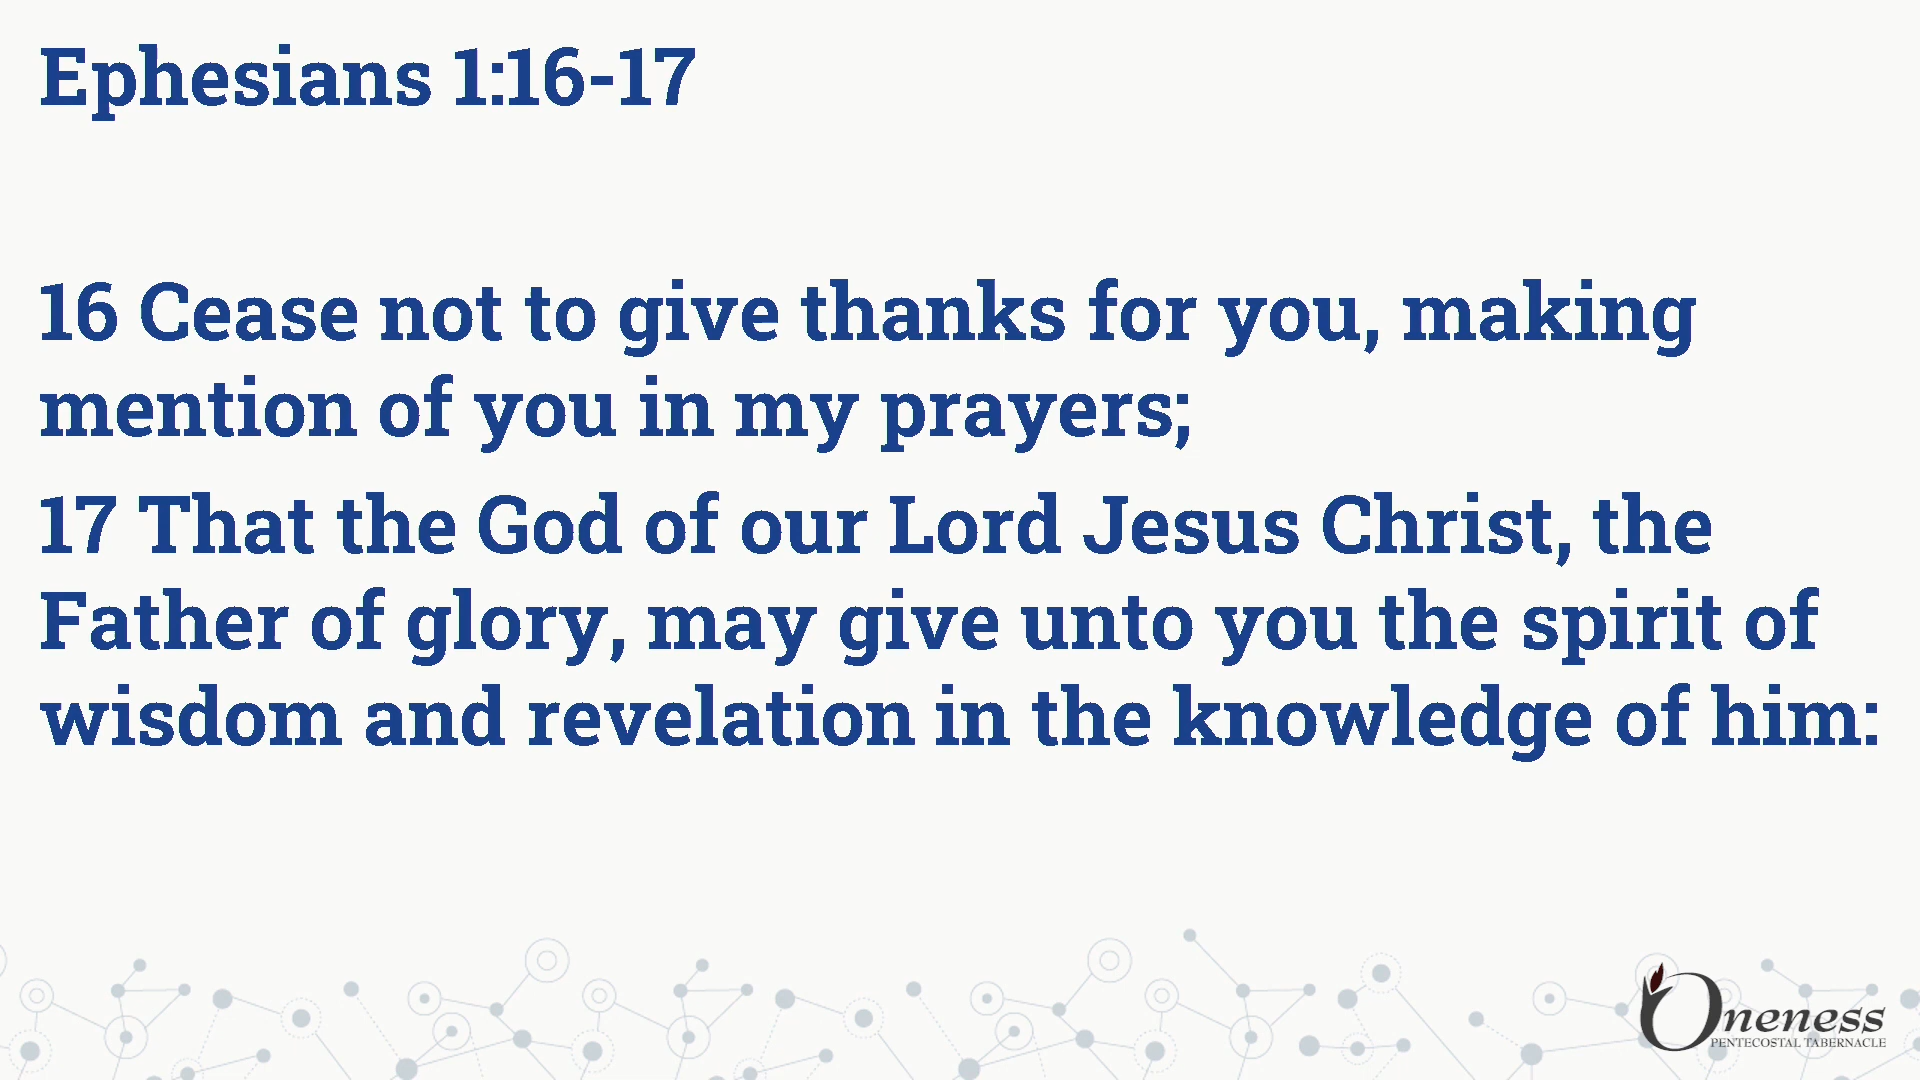 Ephesians 1:16-17
16 Cease not to give thanks for you, making
mention of you in my prayers;
17 That the God of our Lord Jesus Christ, the
Father of glory, may give unto you the spirit of
wisdom and revelation in the knowledge of him:
Oneness
PENTECOSTAL TABERNACLE